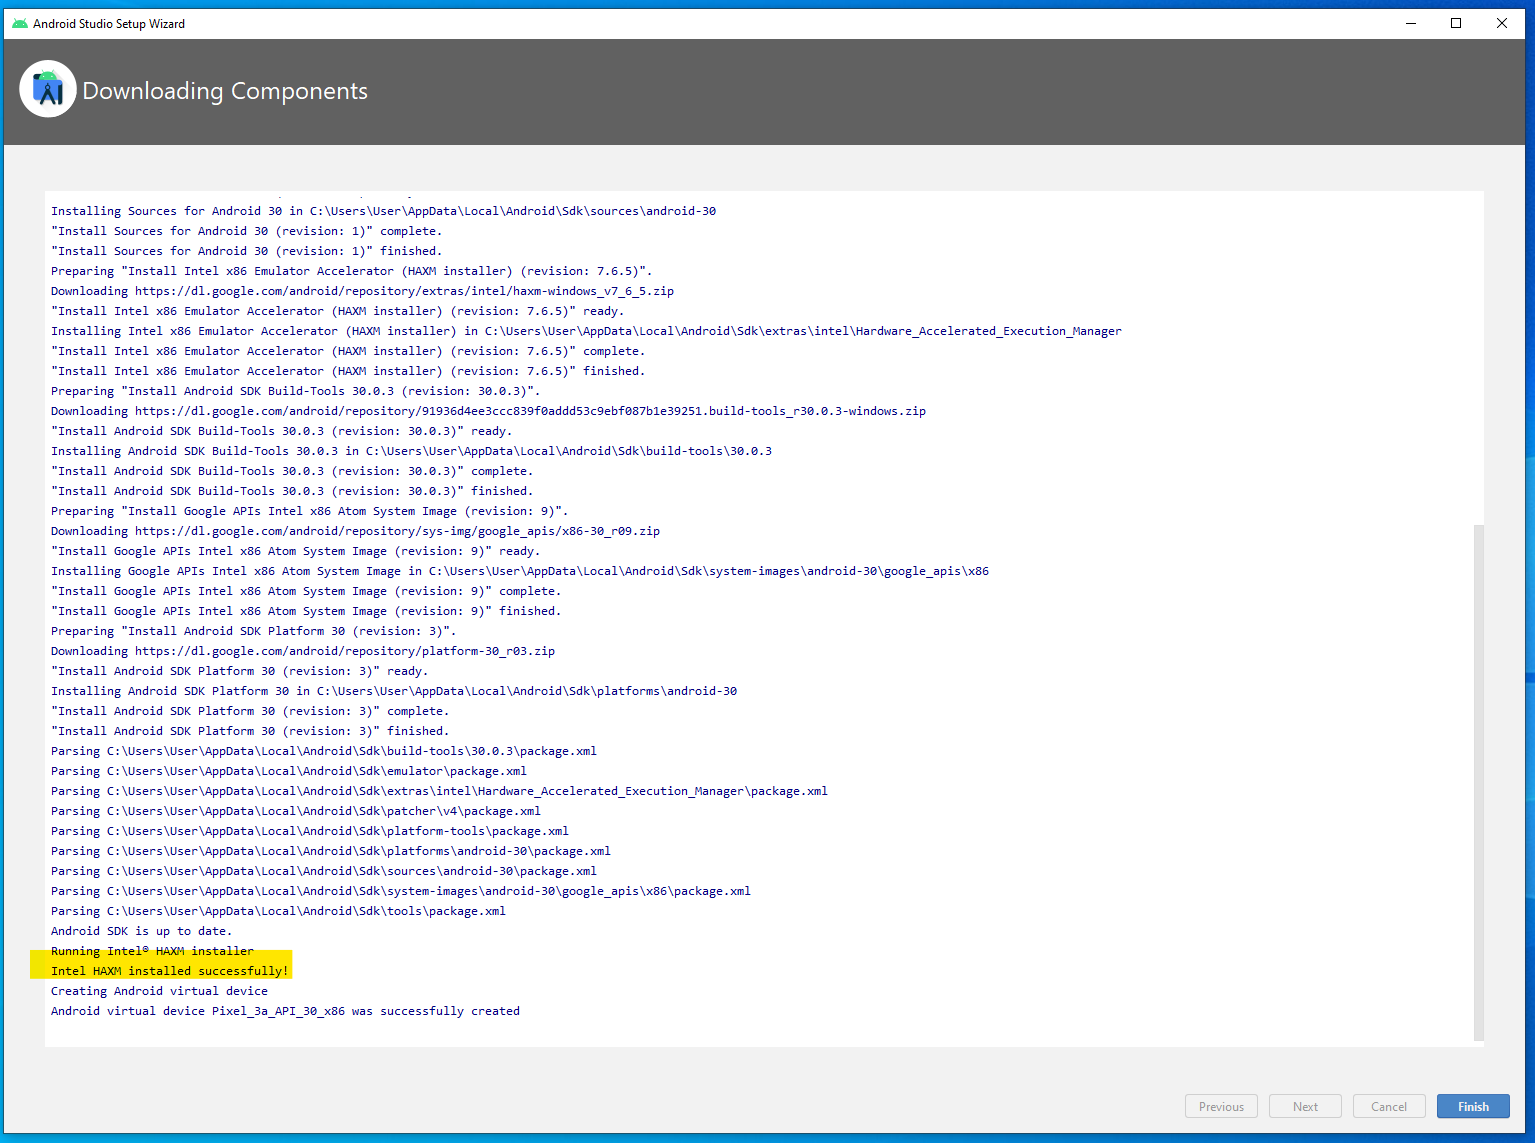 Android Studio Setup Wizard
Downloading Components
Installing Sources for Android 30 in C:\Users\User\AppData\Local\Android\Sdk\sources\android-30
"Install Sources for Android 30 (revision: 1)" complete.
"Install Sources for Android 30 (revision: 1)" finished.
Preparing "Install Intel x86 Emulator Accelerator (HAXM installer) (revision: 7.6.5)".
Downloading https://dl.google.com/android/repository/extras/intel/haxm-windows_v7_6_5.zip
"Install Intel x86 Emulator Accelerator (HAXM installer) (revision: 7.6.5)" ready.
Installing Intel x86 Emulator Accelerator (HAXM installer) in C:\Users\User\AppData\Local\Android\Sdk\extras\intel\Hardware_Accelerated_Execution_Manager
"Install Intel x86 Emulator Accelerator (HAXM installer) (revision: 7.6.5)" complete.
"Install Intel x86 Emulator Accelerator (HAXM installer) (revision: 7.6.5)" finished.
Preparing "Install Android SDK Build-Tools 30.0.3 (revision: 30.0.3)".
Downloading https://dl.google.com/android/repository/91936d4ee3ccc839f0addd53c9ebf087b1e39251.build-tools_r30.0.3-windows.zip
"Install Android SDK Build-Tools 30.0.3 (revision: 30.0.3)" ready.
Installing Android SDK Build-Tools 30.0.3 in C:\Users\User\AppData\Local\Android\Sdk\build-tools\30.0.3
"Install Android SDK Build-Tools 30.0.3 (revision: 30.0.3)" complete.
"Install Android SDK Build-Tools 30.0.3 (revision: 30.0.3)" finished.
Preparing "Install Google APIs Intel x86 Atom System Image (revision: 9)".
Downloading https://dl.google.com/android/repository/sys-img/google_apis/x86-30_r09.zip
"Install Google APIs Intel x86 Atom System Image (revision: 9)" ready.
Installing Google APIs Intel x86 Atom System Image in C:\Users\User\AppData\Local\Android\Sdk\system-images\android-30\google_apis\x86
"Install Google APIs Intel x86 Atom System Image (revision: 9)" complete.
"Install Google APIs Intel x86 Atom System Image (revision: 9)" finished.
Preparing "Install Android SDK Platform 30 (revision: 3)".
Downloading https://dl.google.com/android/repository/platform-30_r03.zip
"Install Android SDK Platform 30 (revision: 3)" ready.
Installing Android SDK Platform 30 in C:\Users\User\AppData\Local\Android\Sdk\platforms\android-30
"Install Android SDK Platform 30 (revision: 3)" complete.
"Install Android SDK Platform 30 (revision: 3)" finished.
Parsing C:\Users\User\AppData\Local\Android\Sdk\build-tools\30.0.3\package.xml
Parsing C:\Users\User\AppData\Local\Android\Sdk\emulator\package.xml
Parsing C:\Users\User\AppData\Local\Android\Sdk\extras\intel\Hardware_Accelerated_Execution_Manager\package.xml
Parsing C:\Users\User\AppData\Local\Android\Sdk\patcher\v4\package.xml
Parsing C:\Users\User\AppData\Local\Android\Sdk\platform-tools\package.xml
Parsing C:\Users\User\AppData\Local\Android\Sdk\platforms\android-30\package.xml
Parsing C:\Users\User\AppData\Local\Android\Sdk\sources\android-30\package.xml
Parsing C:\Users\User\AppData\Local\Android\Sdk\system-images\android-30\google_apis\x86\package.xml
Parsing C:\Users\User\AppData\Local\Android\Sdk\tools\package.xml
Android SDK is up to date.
Running Intel® HAXM installer
Intel HAXM installed successfully!
Creating Android virtual device
Android virtual device Pixel_3a_API_30_x86 was successfully created
Previous
Next
Cancel
Finish